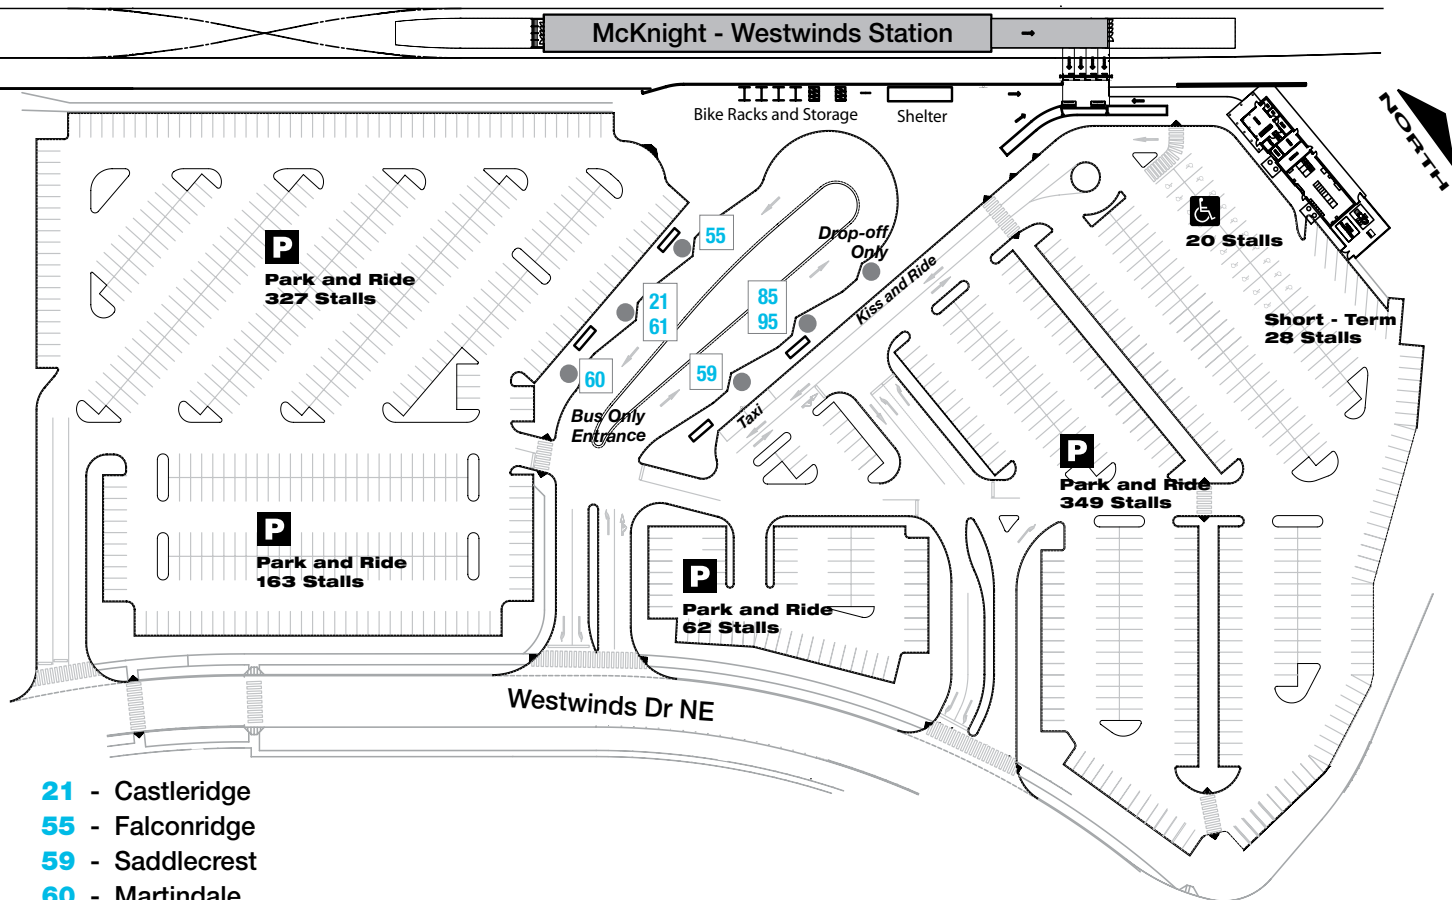 McKnight - Westwinds Station
Bike Racks and Storage
Shelter
NORTH
P
Park and Ride
327 Stalls
55
21
61
60
Bus Only
Entrance
85
95
59
Drop-off
Only
Kiss and Ride
Taxi
20 Stalls
Short - Term
28 Stalls
P
Park and Ride
349 Stalls
P
Park and Ride
163 Stalls
P
Park and Ride
62 Stalls
Westwinds Dr NE
21 - Castleridge
55 - Falconridge
59 - Saddlecrest
60 - Martindale